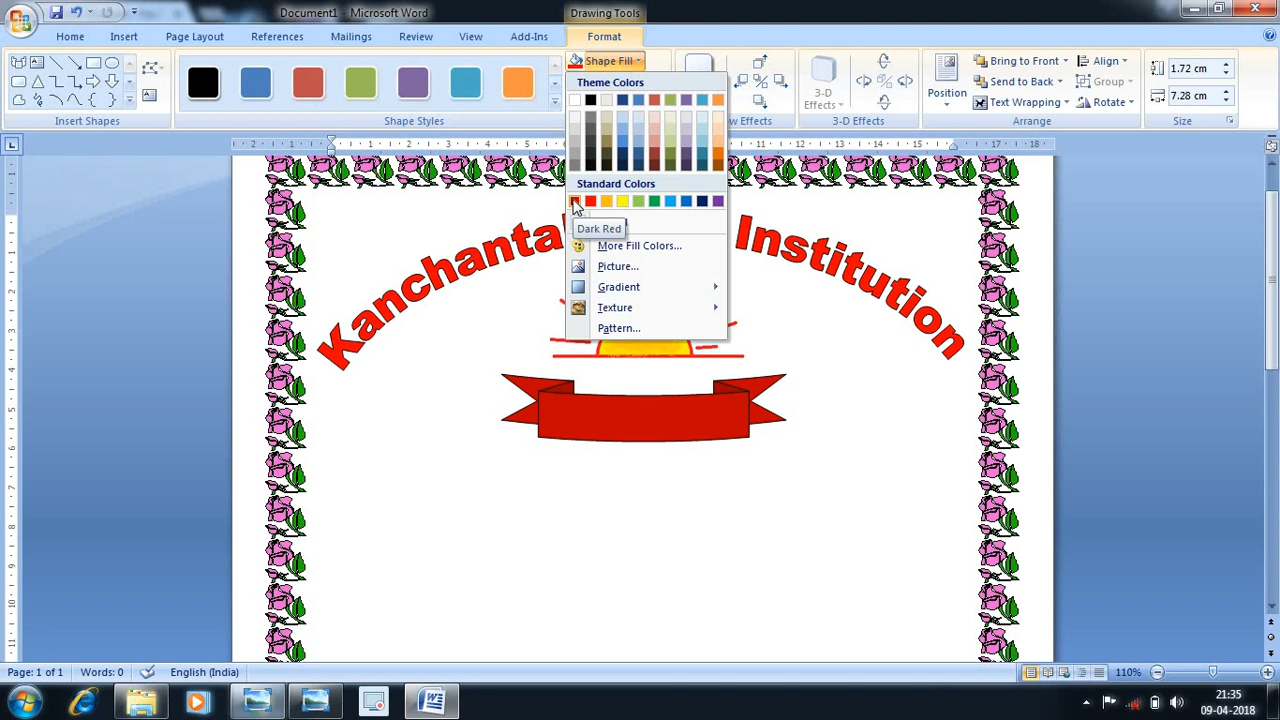 Document1 - Microsoft Word
Drawing Tools
Home Insert Page Layout References Mailings Review View Add-Ins Format
Shape Fill
Insert Shapes
Shape Styles
3-D Effects
3-D Effects
Position
Bring to Front
Send to Back
Text Wrapping
Align
Group
Rotate
Arrange
1.72 cm
7.28 cm
Size
Theme Colors
Standard Colors
Dark Red
More Fill Colors...
Picture...
Gradient
Texture
Pattern...
Institution
Page: 1 of 1 Words: 0 English (India) 110%
21:35
09-04-2018